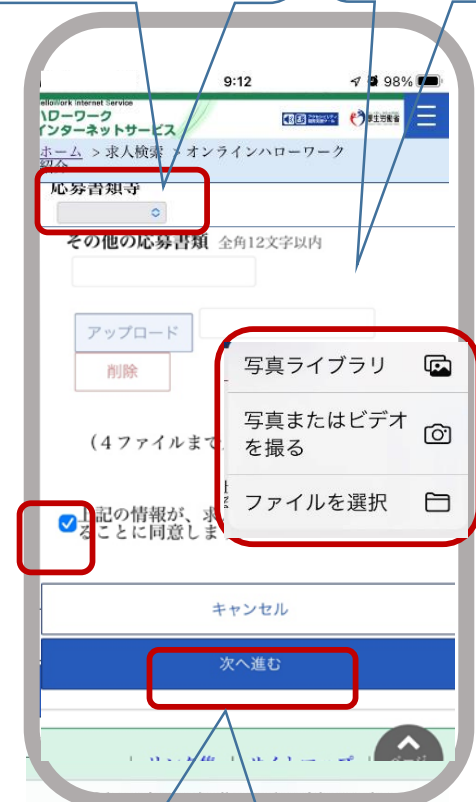 9:12
98%
HelloWork Internet Service
ハローワーク
インターネットサービス
厚生労働省
ホーム > 求人検索 > オンラインハローワーク
紹介
応募書類等
その他の応募書類 全角12文字以内
アップロード
削除
写真ライブラリ
写真またはビデオ
を撮る
ファイルを選択
(4ファイルまで
上記の情報が、求
ることに同意しま
キャンセル
次へ進む